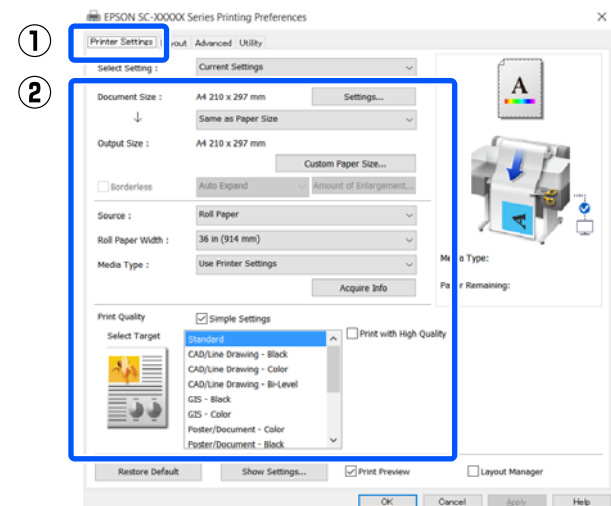 EPSON SC-XXXXX Series Printing Preferences
1
Printer Settings yout Advanced Utility
Select Setting : Current Settings
2
Document Size : A4 210 x 297 mm Settings...
Same as Paper Size
Output Size : A4 210 x 297 mm
Custom Paper Size...
Borderless Auto Expand Amount of Enlargement...
Source : Roll Paper
Roll Paper Width : 36 in (914 mm)
Media Type : Use Printer Settings
Acquire Info
A
A
Me a Type:
Pa r Remaining:
Print Quality Simple Settings
Select Target
Standard
CAD/Line Drawing - Black
CAD/Line Drawing - Color
CAD/Line Drawing - Bi-Level
GIS - Black
GIS - Color
Poster/Document - Color
Poster/Document - Black
Print with High Quality
Restore Default Show Settings... Print Preview Layout Manager
OK Cancel Apply Help